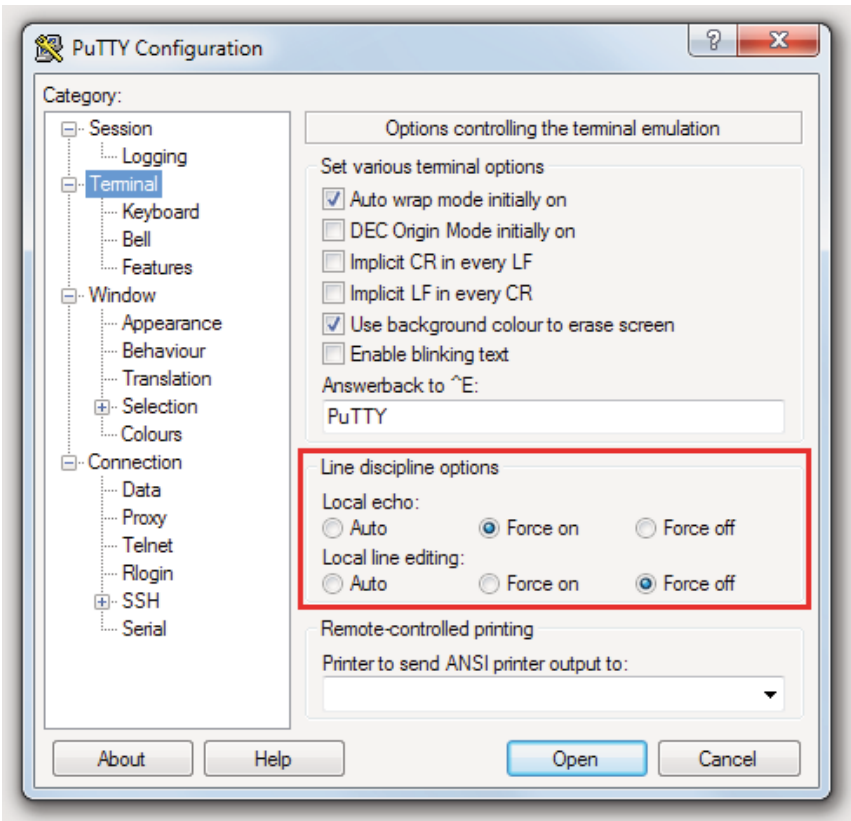 PuTTY Configuration
?
X
Category:
Session
Logging
Terminal
Keyboard
Bell
Features
Window
Appearance
Behaviour
Translation
Selection
Colours
Connection
Data
Proxy
Telnet
Rlogin
SSH
Serial
Options controlling the terminal emulation
Set various terminal options
Auto wrap mode initially on
DEC Origin Mode initially on
Implicit CR in every LF
Implicit LF in every CR
Use background colour to erase screen
Enable blinking text
Answerback to ^E:
PuTTY
Line discipline options
Local echo:
Auto Force on Force off
Local line editing:
Auto Force on Force off
Remote-controlled printing
Printer to send ANSI printer output to:
About Help Open Cancel